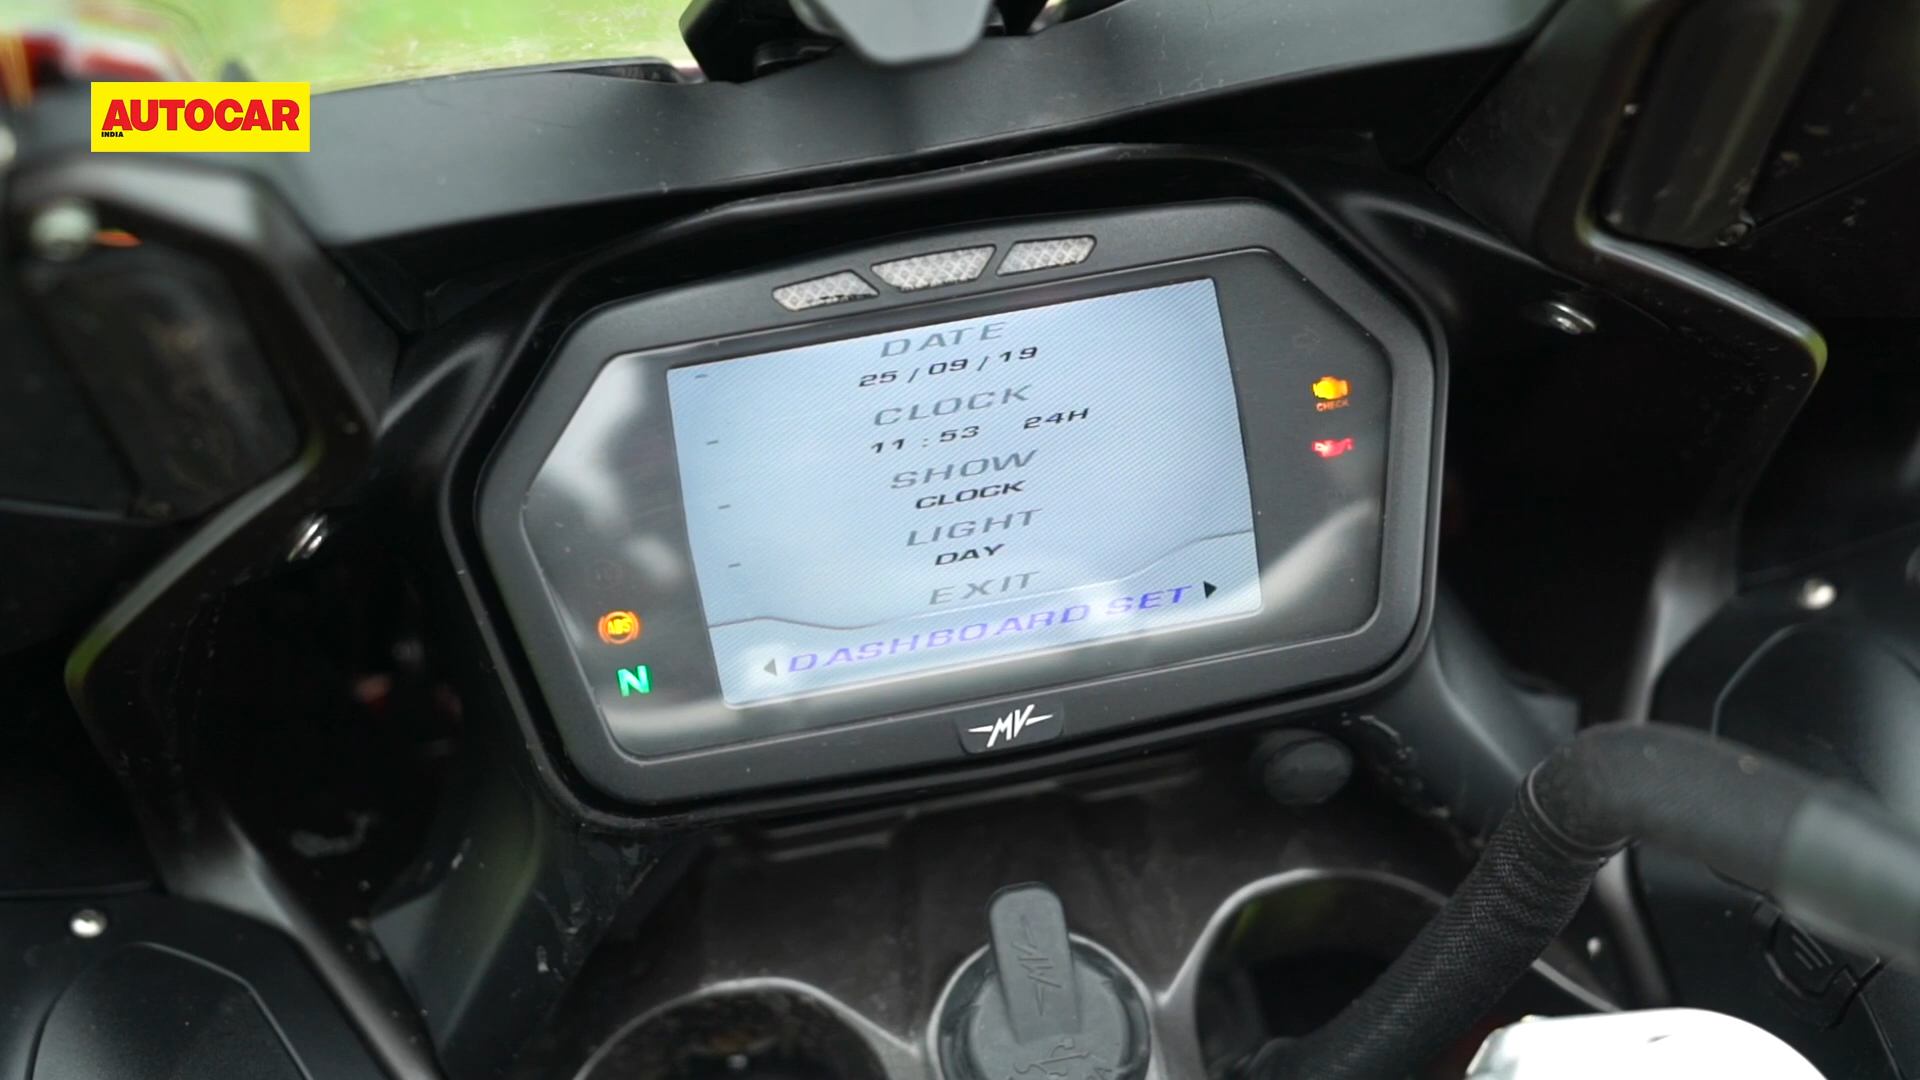 AUTOCAR
INDIA
DATE
25/09/19
CLOCK
11:53 24H
SHOW
CLOCK
LIGHT
DAY
EXIT
DASHBOARD SET
CHECK
ABS
N
MV
MV